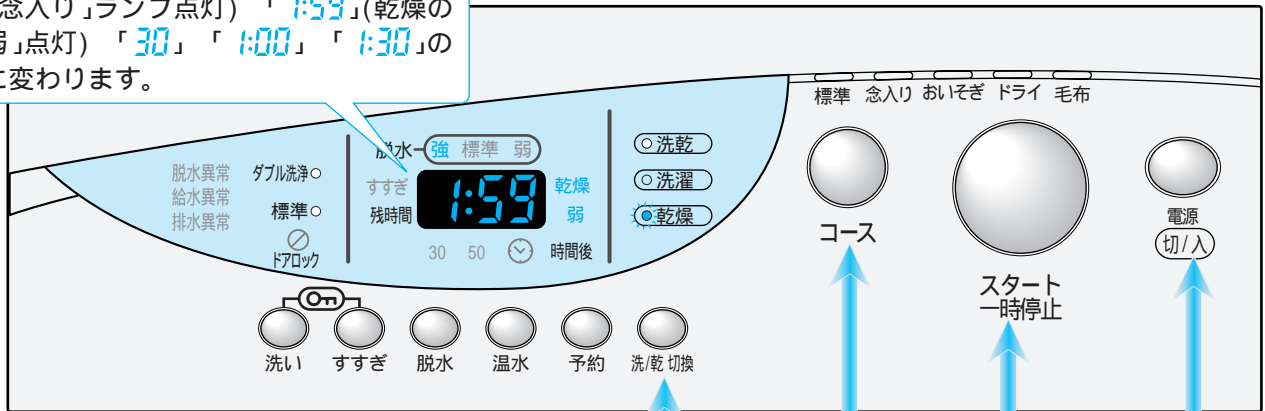 念入り」ランプ点灯) 「1:59」(乾燥の
」点灯) 「30」 「1:00」 「1:30」の
に変わります。
標準 念入り おいそぎ ドライ 毛布
脱水 強 標準 弱
洗乾
脱水異常 ダブル洗浄
すすぎ 1:59 乾燥
洗濯
給水異常
標準
残時間 弱
乾燥
排水異常
ドアロック
30 50 時間後
コース
電源
切/入
スタート
一時停止
洗い すすぎ 脱水 温水 予約 洗/乾 切換